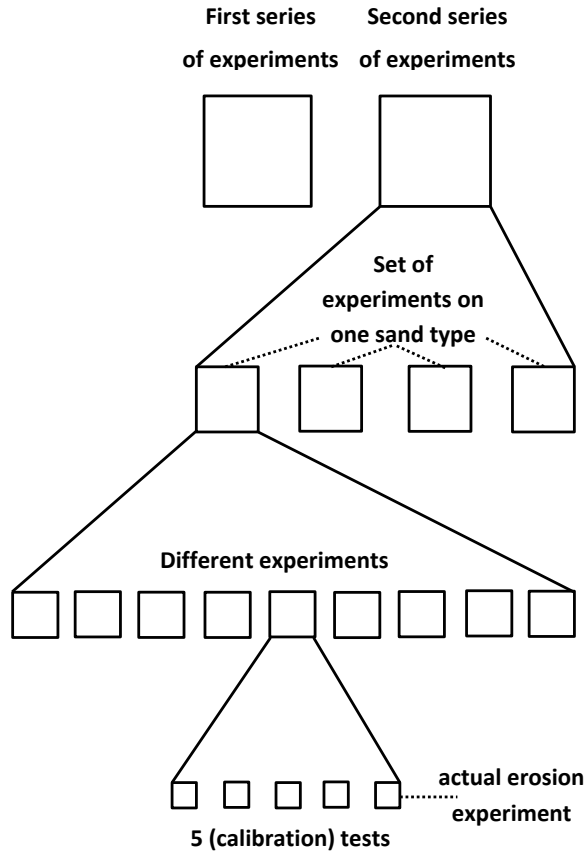 First series
of experiments
Second series
of experiments
Set of
experiments on
one sand type
Different experiments
actual erosion
experiment
5 (calibration) tests